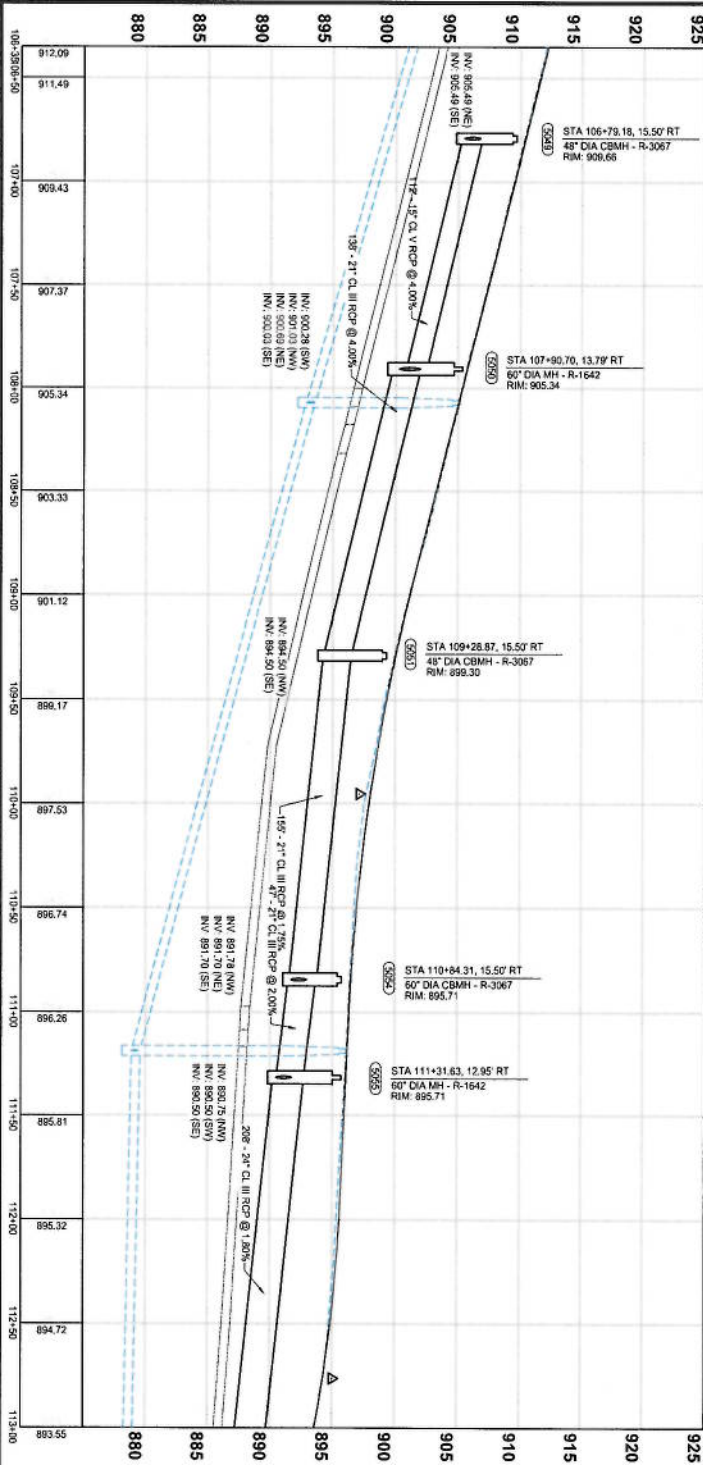 925
920
915
910
905
900
895
890
885
880
STA 106+79.18, 15.50' RT
48" DIA CBMH - R-3067
RIM: 909.66
5049
INV: 905.49 (NE)
INV: 905.49 (SE)
112' - 15" CL V RCP @ 4.00%
STA 107+90.70, 13.79' RT
60" DIA MH - R-1642
RIM: 905.34
5050
INV: 900.28 (SW)
INV: 901.03 (NW)
INV: 900.69 (NE)
INV: 900.03 (SE)
138' - 21" CL III RCP @ 4.00%
STA 109+28.87, 15.50' RT
48" DIA CBMH - R-3067
RIM: 899.30
5051
INV: 894.50 (NW)
INV: 894.50 (SE)
155' - 21" CL III RCP @ 1.75%
STA 110+84.31, 15.50' RT
60" DIA CBMH - R-3067
RIM: 895.71
5054
INV: 891.78 (NW)
INV: 891.70 (NE)
INV: 891.70 (SE)
47' - 21" CL III RCP @ 2.00%
STA 111+31.63, 12.95' RT
60" DIA MH - R-1642
RIM: 895.71
5055
INV: 890.75 (NW)
INV: 890.50 (SW)
INV: 890.50 (SE)
208' - 24" CL III RCP @ 1.80%
925
920
915
910
905
900
895
890
885
880
912.09
911.49
909.43
907.37
905.34
903.33
901.12
899.17
897.53
896.74
896.26
895.81
895.32
894.72
893.55
106+50
107+00
107+50
108+00
108+50
109+00
109+50
110+00
110+50
111+00
111+50
112+00
112+50
113+00